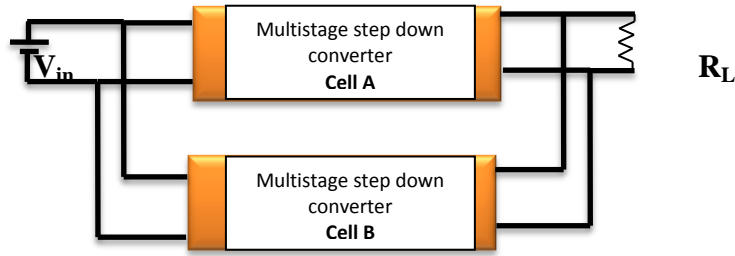 Multistage step down
converter
Cell A
V_in
R_L
Multistage step down
converter
Cell B